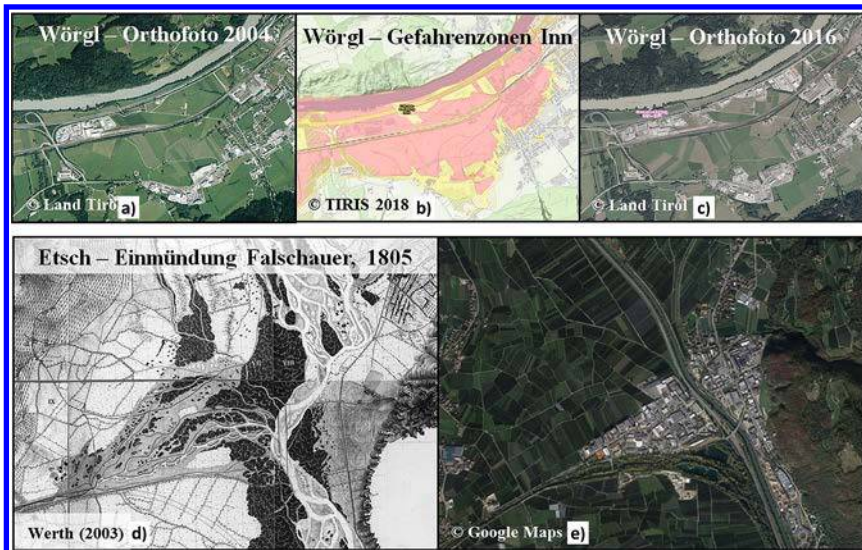 Wörgl – Orthofoto 2004
Wörgl – Gefahrenzonen Inn
Wörgl – Orthofoto 2016
© Land Tirol a)
© TIRIS 2018 b)
© Land Tirol c)
Etsch – Einmündung Falschauer, 1805
Werth (2003) d)
© Google Maps e)